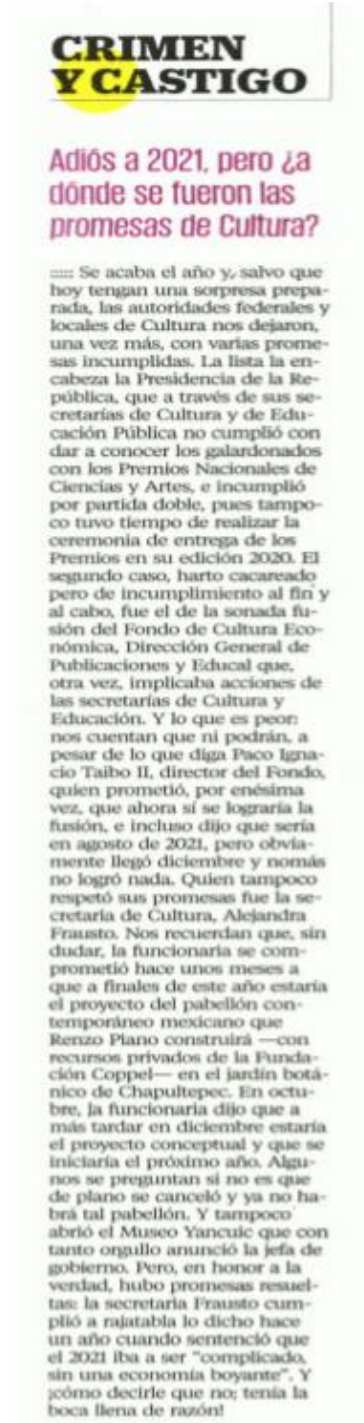 CRIMEN
Y CASTIGO
Adiós a 2021, pero ¿a
dónde se fueron las
promesas de Cultura?
::::: Se acaba el año y, salvo que
hoy tengan una sorpresa prepa-
rada, las autoridades federales y
locales de Cultura nos dejaron,
una vez más, con varias prome-
sas incumplidas. La lista la en-
cabeza la Presidencia de la Re-
pública, que a través de sus se-
cretarías de Cultura y de Edu-
cación Pública no cumplió con
dar a conocer los galardonados
con los Premios Nacionales de
Ciencias y Artes, e incumplió
por partida doble, pues tampo-
co tuvo tiempo de realizar la
ceremonia de entrega de los
Premios en su edición 2020. El
segundo caso, harto cacareado
pero de incumplimiento al fin y
al cabo, fue el de la sonada fu-
sión del Fondo de Cultura Eco-
nómica, Dirección General de
Publicaciones y Educal que,
otra vez, implicaba acciones de
las secretarías de Cultura y
Educación. Y lo que es peor:
nos cuentan que ni podrán, a
pesar de lo que diga Paco Igna-
cio Taibo II, director del Fondo,
quien prometió, por enésima
vez, que ahora sí se lograría la
fusión, e incluso dijo que sería
en agosto de 2021, pero obvia-
mente llegó diciembre y nomás
no logró nada. Quien tampoco
respetó sus promesas fue la se-
cretaria de Cultura, Alejandra
Frausto. Nos recuerdan que, sin
dudar, la funcionaria se com-
prometió hace unos meses a
que a finales de este año estaría
el proyecto del pabellón con-
temporáneo mexicano que
Renzo Piano construirá —con
recursos privados de la Funda-
ción Coppel— en el jardín botá-
nico de Chapultepec. En octu-
bre, la funcionaria dijo que a
más tardar en diciembre estaría
el proyecto conceptual y que se
iniciaría el próximo año. Algu-
nos se preguntan si no es que
de plano se canceló y ya no ha-
brá tal pabellón. Y tampoco
abrió el Museo Yancuic que con
tanto orgullo anunció la jefa de
gobierno. Pero, en honor a la
verdad, hubo promesas resuel-
tas: la secretaria Frausto cum-
plió a rajatabla lo dicho hace
un año cuando sentenció que
el 2021 iba a ser "complicado,
sin una economía boyante". Y
¡cómo decirle que no; tenía la
boca llena de razón!